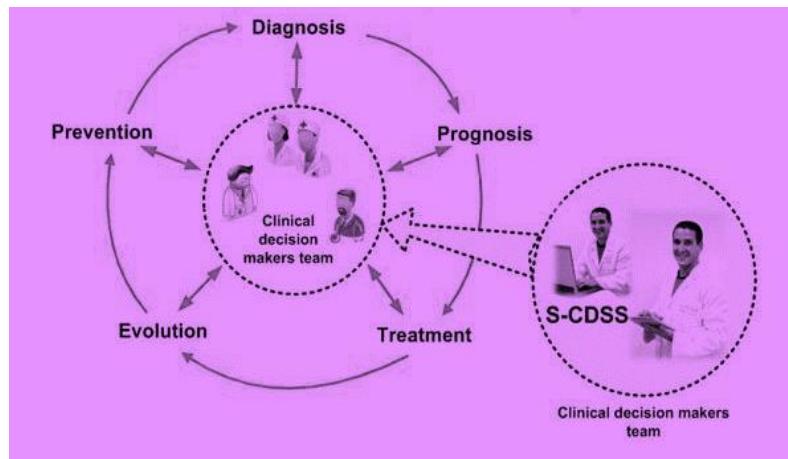 Diagnosis
Prevention
Prognosis
Clinical
decision
makers team
S-CDSS
Evolution
Treatment
Clinical decision makers
team